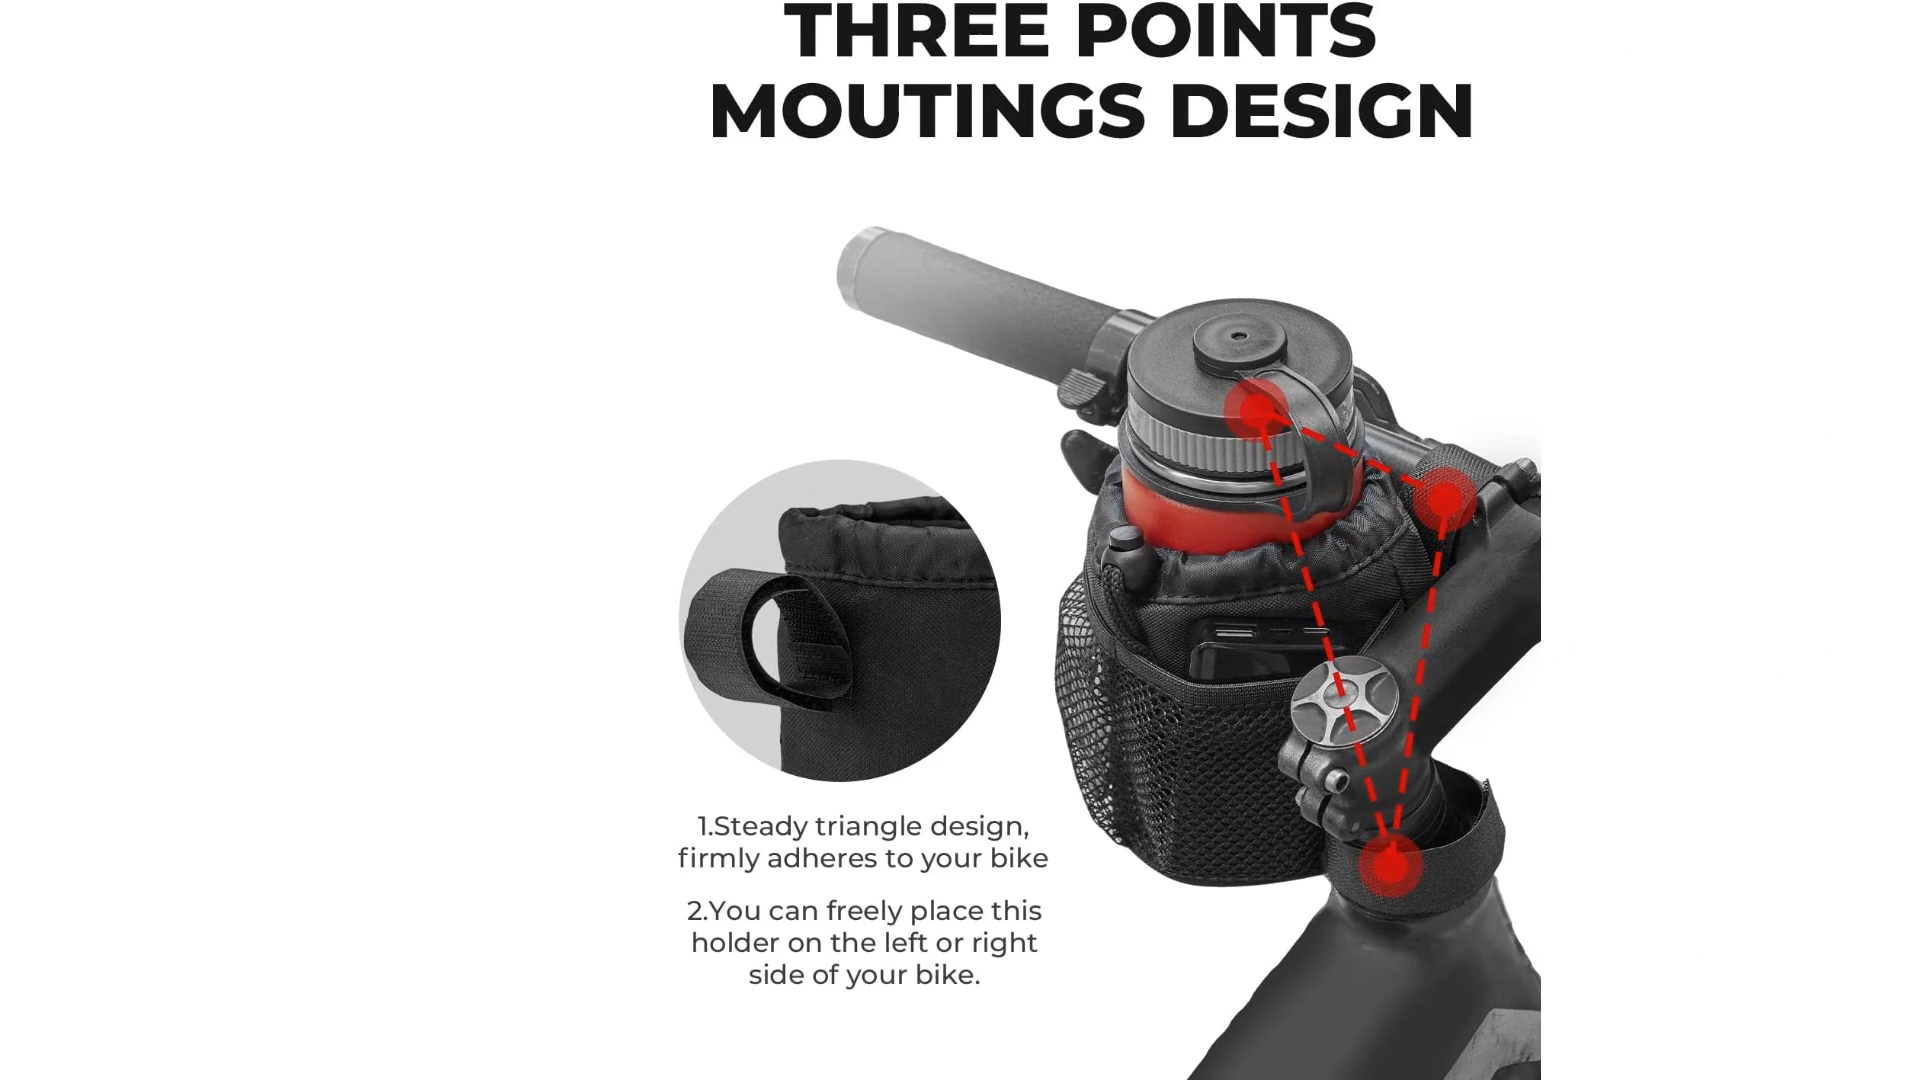 THREE POINTS
MOUTINGS DESIGN
1.Steady triangle design,
firmly adheres to your bike
2.You can freely place this
holder on the left or right
side of your bike.